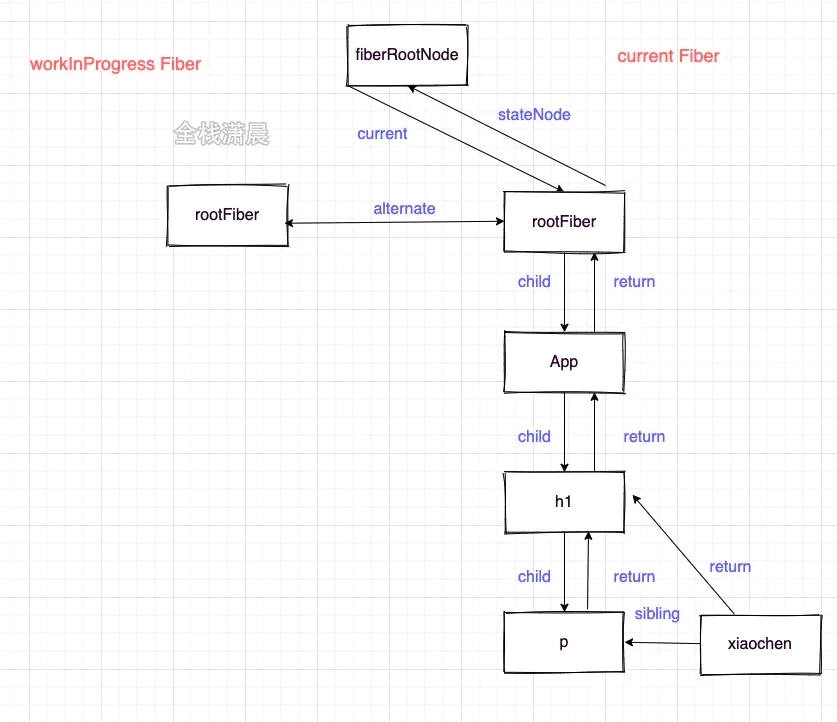 fiberRootNode
workInProgress Fiber
current Fiber
stateNode
current
全栈潇晨
alternate
rootFiber
rootFiber
child
return
App
child
return
h1
child
return
return
sibling
p
xiaochen